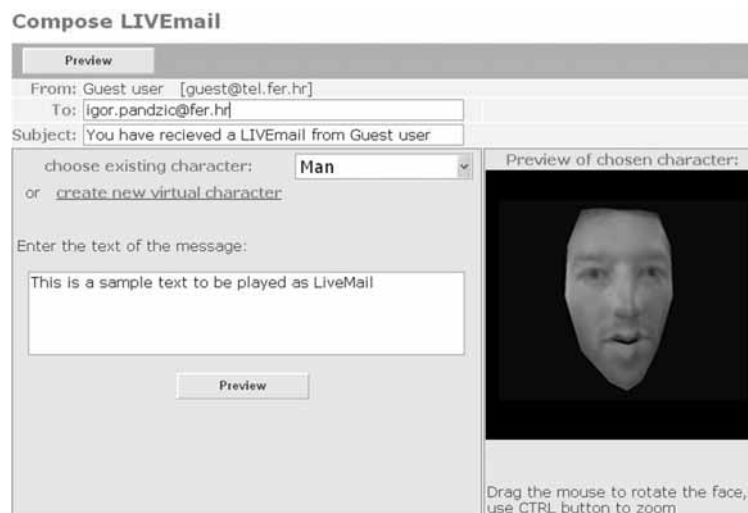 Compose LIVEmail
Preview
From: Guest user [guest@tel.fer.hr]
To: igor.pandzic@fer.hr
Subject: You have recieved a LIVEmail from Guest user
choose existing character: Man
or create new virtual character
Enter the text of the message:
This is a sample text to be played as LiveMail
Preview
Preview of chosen character:
Drag the mouse to rotate the face,
use CTRL button to zoom